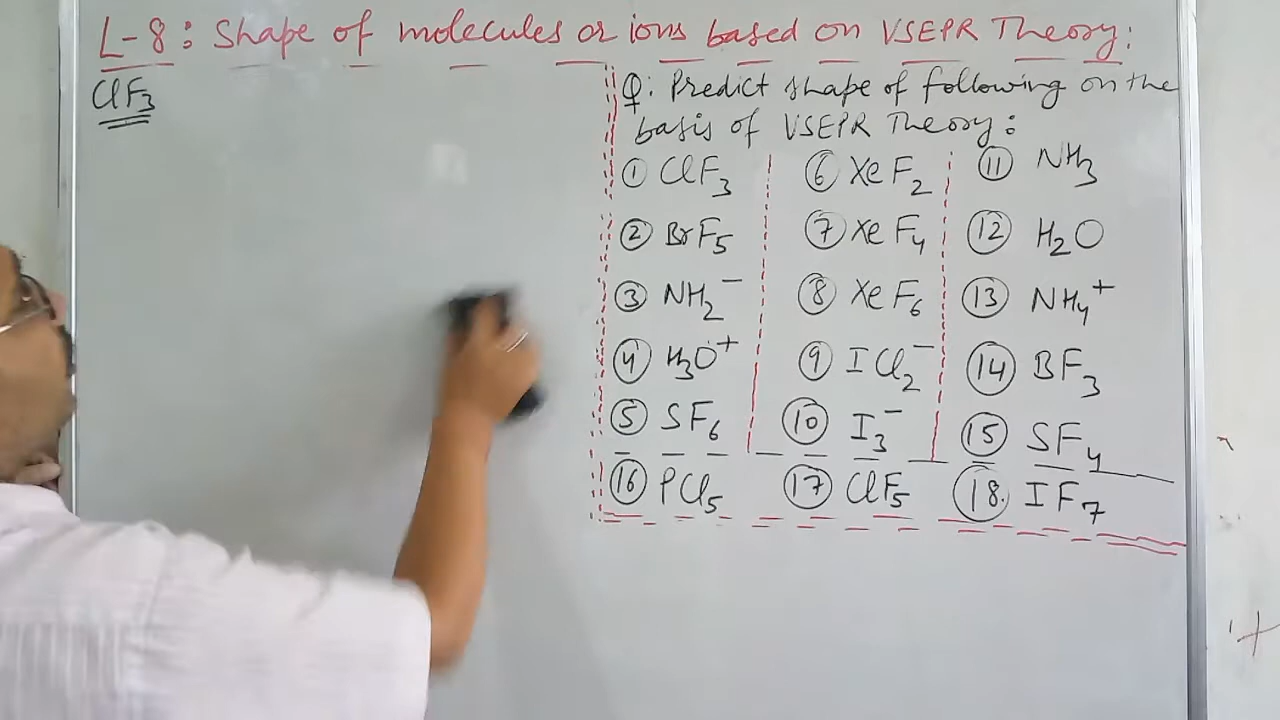 L-8: Shape of molecules or ions based on VSEPR Theory:
ClF₃
Q: Predict shape of following on the
basis of VSEPR Theory:
① ClF₃ ⑥ XeF₂ ⑪ NH₃
② BrF₅ ⑦ XeF₄ ⑫ H₂O
③ NH₂⁻ ⑧ XeF₆ ⑬ NH₄⁺
④ H₃O⁺ ⑨ ICl₂⁻ ⑭ BF₃
⑤ SF₆ ⑩ I₃⁻ ⑮ SF₄
⑯ PCl₅ ⑰ ClF₅ ⑱. IF₇